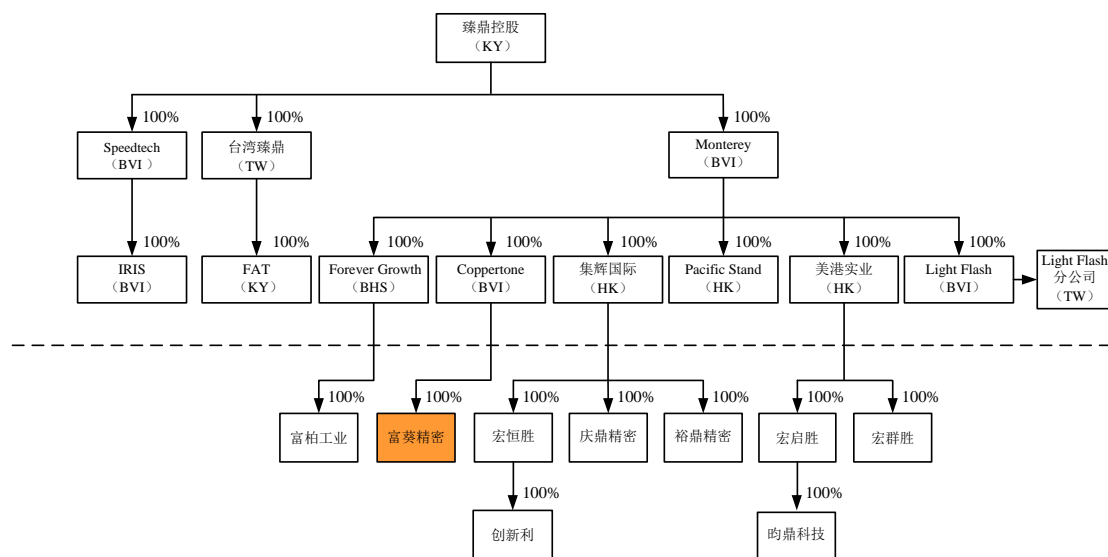 臻鼎控股
（KY）
100%
100%
100%
Speedtech
（BVI ）
台湾臻鼎
（TW）
Monterey
（BVI）
100%
100%
100%
100%
100%
100%
100%
100%
IRIS
（BVI）
FAT
（KY）
Forever Growth
（BHS）
Coppertone
（BVI）
集辉国际
（HK）
Pacific Stand
（HK）
美港实业
（HK）
Light Flash
（BVI）
Light Flash
分公司
（TW）
100%
100%
100%
100%
100%
100%
100%
富柏工业
富葵精密
宏恒胜
庆鼎精密
裕鼎精密
宏启胜
宏群胜
100%
100%
创新利
昀鼎科技